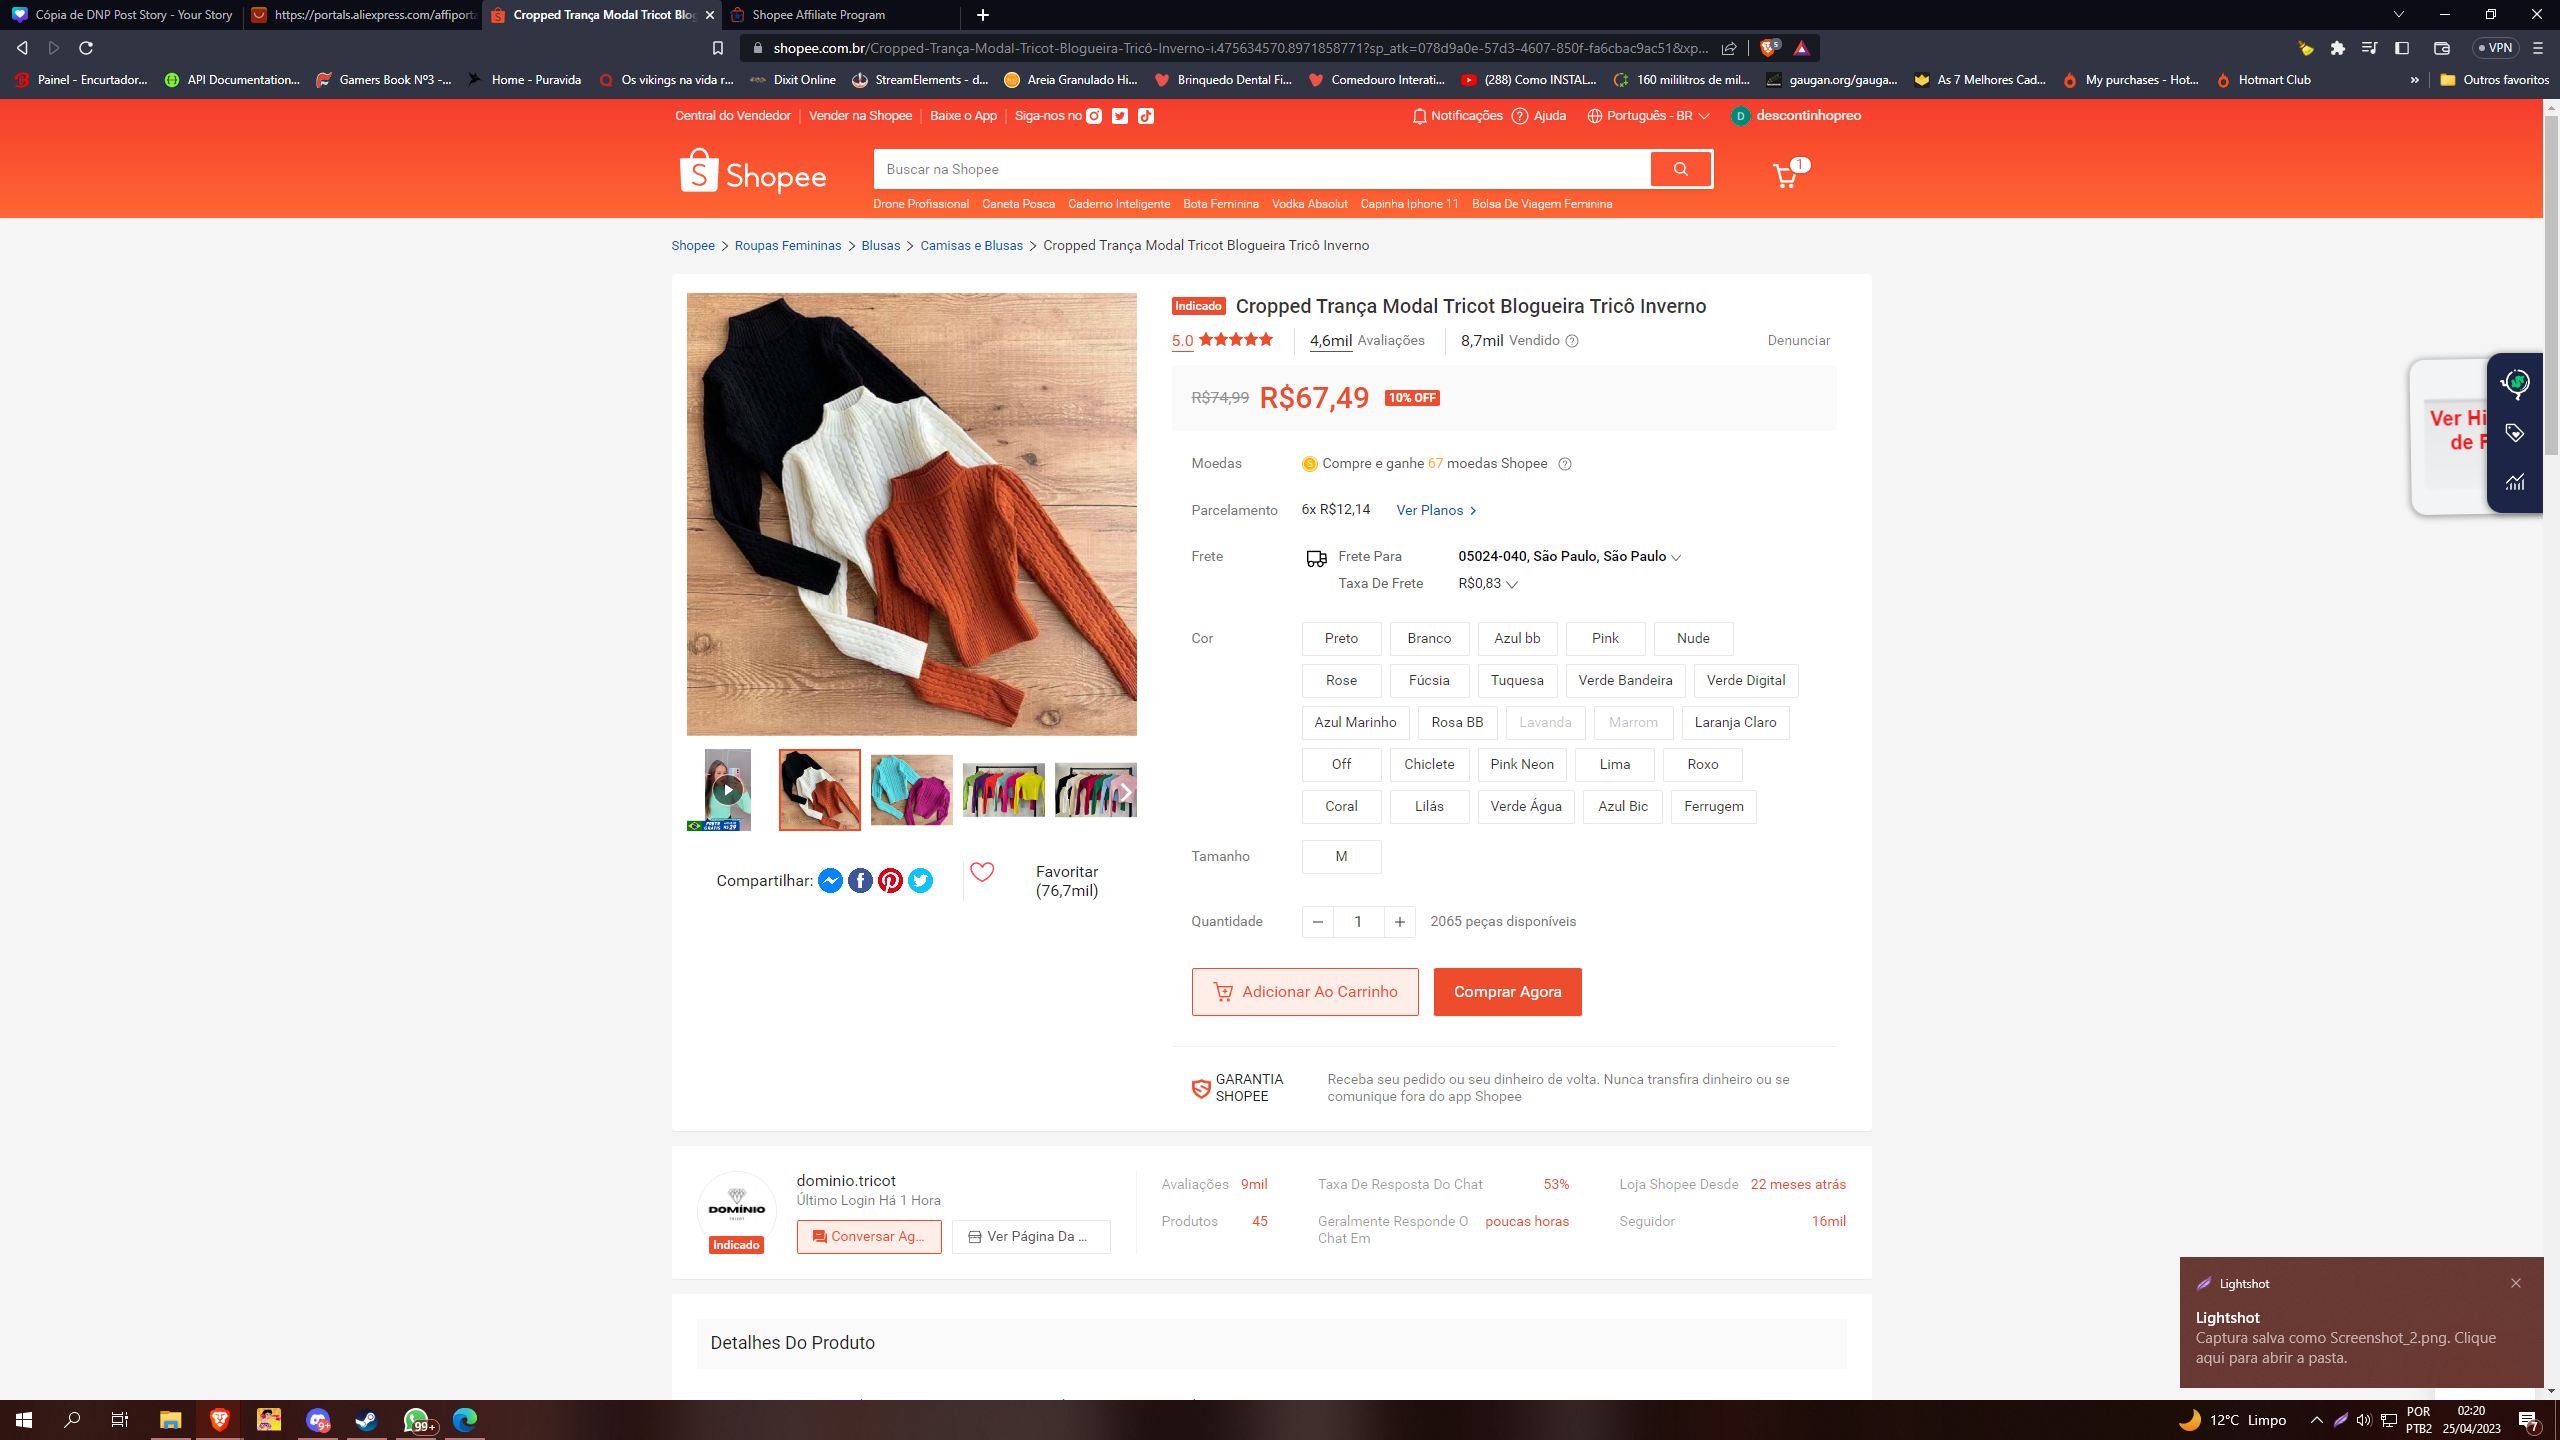 Cópia de DNP Post Story - Your Story
https://portals.aliexpress.com/affiporta
Cropped Trança Modal Tricot Blog
Shopee Affiliate Program
shopee.com.br/Cropped-Trança-Modal-Tricot-Blogueira-Tricô-Inverno-i.475634570.8971858771?sp_atk=078d9a0e-57d3-4607-850f-fa6cbac9ac51&xp...
VPN
Painel - Encurtador...
API Documentation...
Gamers Book Nº3 -...
Home - Puravida
Os vikings na vida r...
Dixit Online
StreamElements - d...
Areia Granulado Hi...
Brinquedo Dental Fi...
Comedouro Interati...
(288) Como INSTAL...
160 mililitros de mil...
gaugan.org/gauga...
As 7 Melhores Cad...
My purchases - Hot...
Hotmart Club
Outros favoritos
Central do Vendedor
Vender na Shopee
Baixe o App
Siga-nos no
Notificações
Ajuda
Português - BR
D
descontinhopreo
Shopee
Buscar na Shopee
1
Drone Profissional
Caneta Posca
Caderno Inteligente
Bota Feminina
Vodka Absolut
Capinha Iphone 11
Bolsa De Viagem Feminina
Shopee > Roupas Femininas > Blusas > Camisas e Blusas > Cropped Trança Modal Tricot Blogueira Tricô Inverno
Indicado Cropped Trança Modal Tricot Blogueira Tricô Inverno
5.0
4,6mil Avaliações
8,7mil Vendido
Denunciar
R$74,99 R$67,49 10% OFF
Ver Hi
de F
Moedas
Compre e ganhe 67 moedas Shopee
Parcelamento
6x R$12,14
Ver Planos
Frete
Frete Para
05024-040, São Paulo, São Paulo
Taxa De Frete
R$0,83
Cor
Preto Branco Azul bb Pink Nude
Rose Fúcsia Tuquesa Verde Bandeira Verde Digital
Azul Marinho Rosa BB Lavanda Marrom Laranja Claro
Off Chiclete Pink Neon Lima Roxo
Coral Lilás Verde Água Azul Bic Ferrugem
Tamanho
M
Quantidade
1
2065 peças disponíveis
Compartilhar:
Favoritar
(76,7mil)
Adicionar Ao Carrinho
Comprar Agora
GARANTIA
SHOPEE
Receba seu pedido ou seu dinheiro de volta. Nunca transfira dinheiro ou se
comunique fora do app Shopee
DOMÍNIO
TRICOT
Indicado
dominio.tricot
Último Login Há 1 Hora
Conversar Ag...
Ver Página Da ...
Avaliações 9mil
Produtos 45
Taxa De Resposta Do Chat 53%
Geralmente Responde O
Chat Em
poucas horas
Loja Shopee Desde 22 meses atrás
Seguidor 16mil
Detalhes Do Produto
Lightshot
Lightshot
Captura salva como Screenshot_2.png. Clique
aqui para abrir a pasta.
9+
99+
12°C Limpo
POR
PTB2
02:20
25/04/2023
7